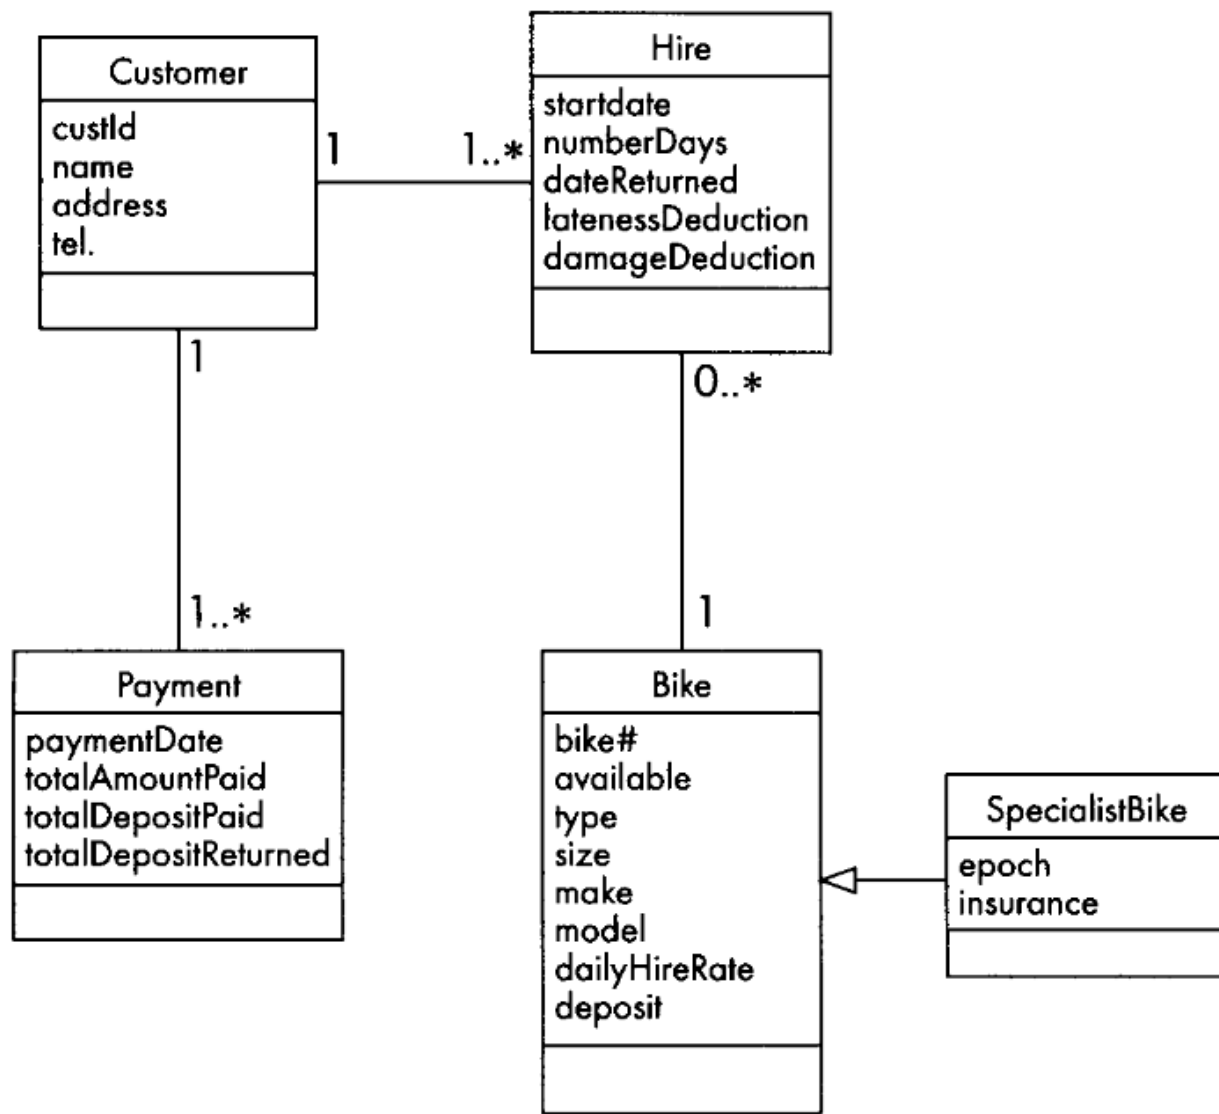 Customer
custId
name
address
tel.
1
1..*
Hire
startdate
numberDays
dateReturned
latenessDeduction
damageDeduction
1
0..*
1..*
1
Payment
paymentDate
totalAmountPaid
totalDepositPaid
totalDepositReturned
Bike
bike#
available
type
size
make
model
dailyHireRate
deposit
SpecialistBike
epoch
insurance